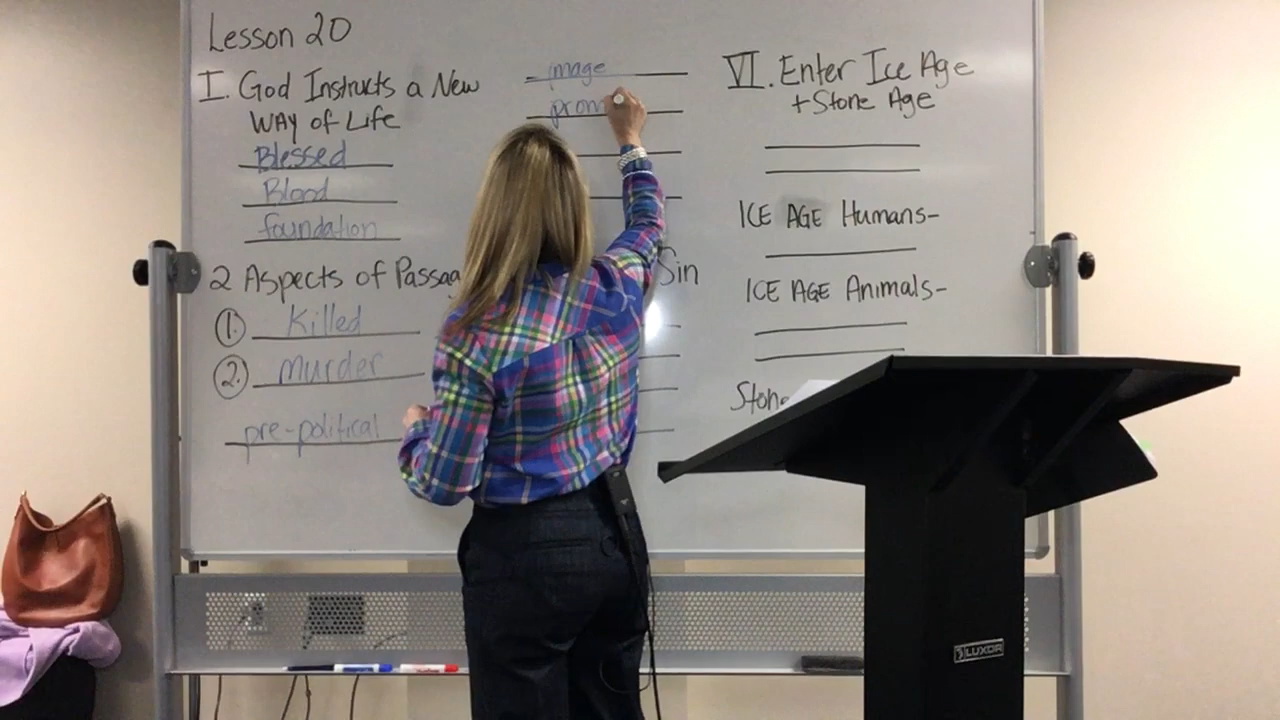 Lesson 20
I. God Instructs a New
WAY of Life
Blessed
Blood
foundation
2 Aspects of
1. Killed
2. Murder
pre-political
image
Sin
VI. Enter Ice Age
+ Stone Age
ICE AGE Humans-
ICE AGE Animals-
Stone
LUXOR